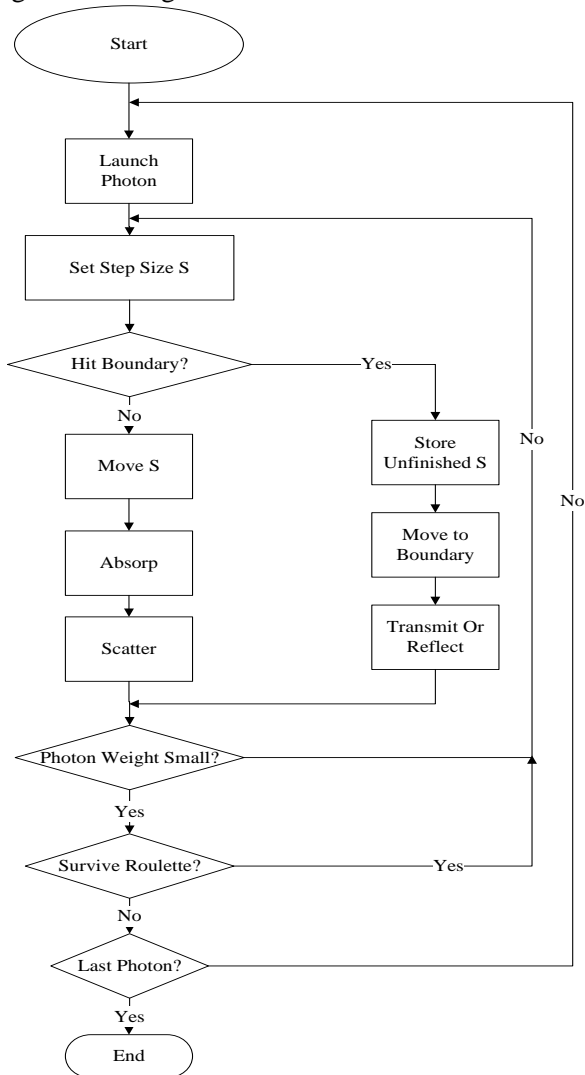 Start
Launch
Photon
Set Step Size S
Hit Boundary?
Yes
No
Move S
Store
Unfinished S
No
No
Absorp
Move to
Boundary
Scatter
Transmit Or
Reflect
Photon Weight Small?
Yes
Survive Roulette?
Yes
No
Last Photon?
Yes
End